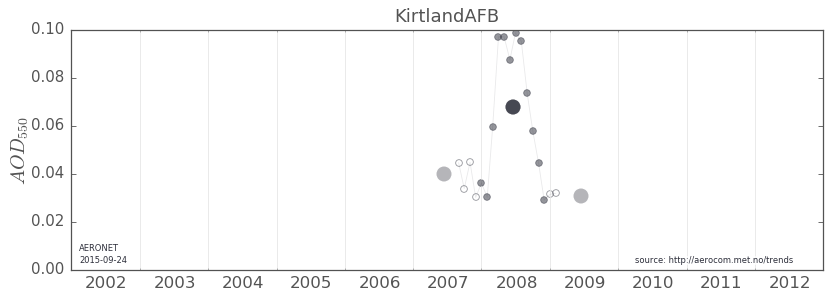 KirtlandAFB
0.10
0.08
0.06
0.04
0.02
0.00
AOD550
AERONET
2015-09-24
source: http://aerocom.met.no/trends
2002 2003 2004 2005 2006 2007 2008 2009 2010 2011 2012